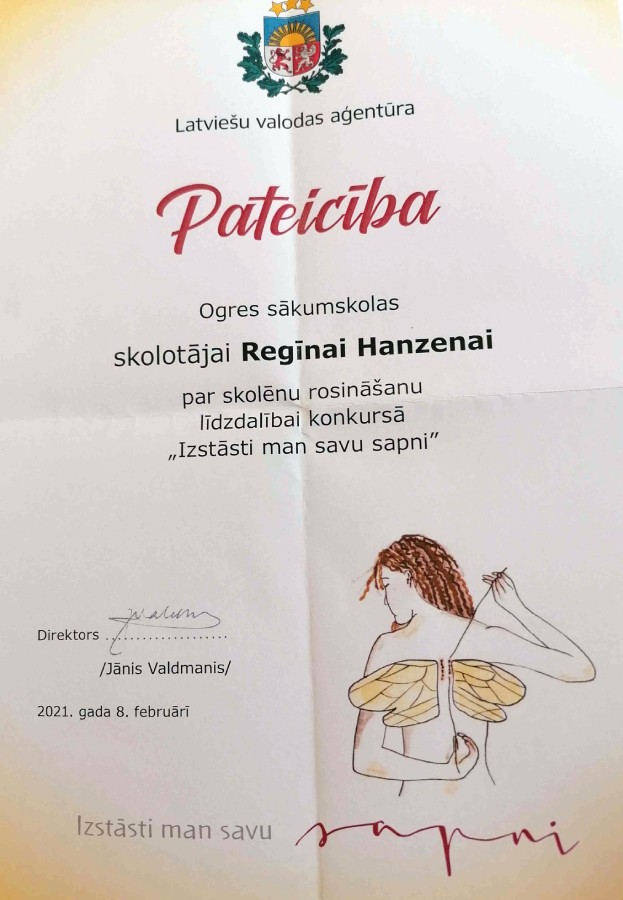 Latviešu valodas aģentūra
Pateicība
Ogres sākumskolas
skolotājai Regīnai Hanzenai
par skolēnu rosināšanu
līdzdalībai konkursā
„Izstāsti man savu sapni”
Direktors ....................
/Jānis Valdmanis/
2021. gada 8. februārī
Izstāsti man savu sapni